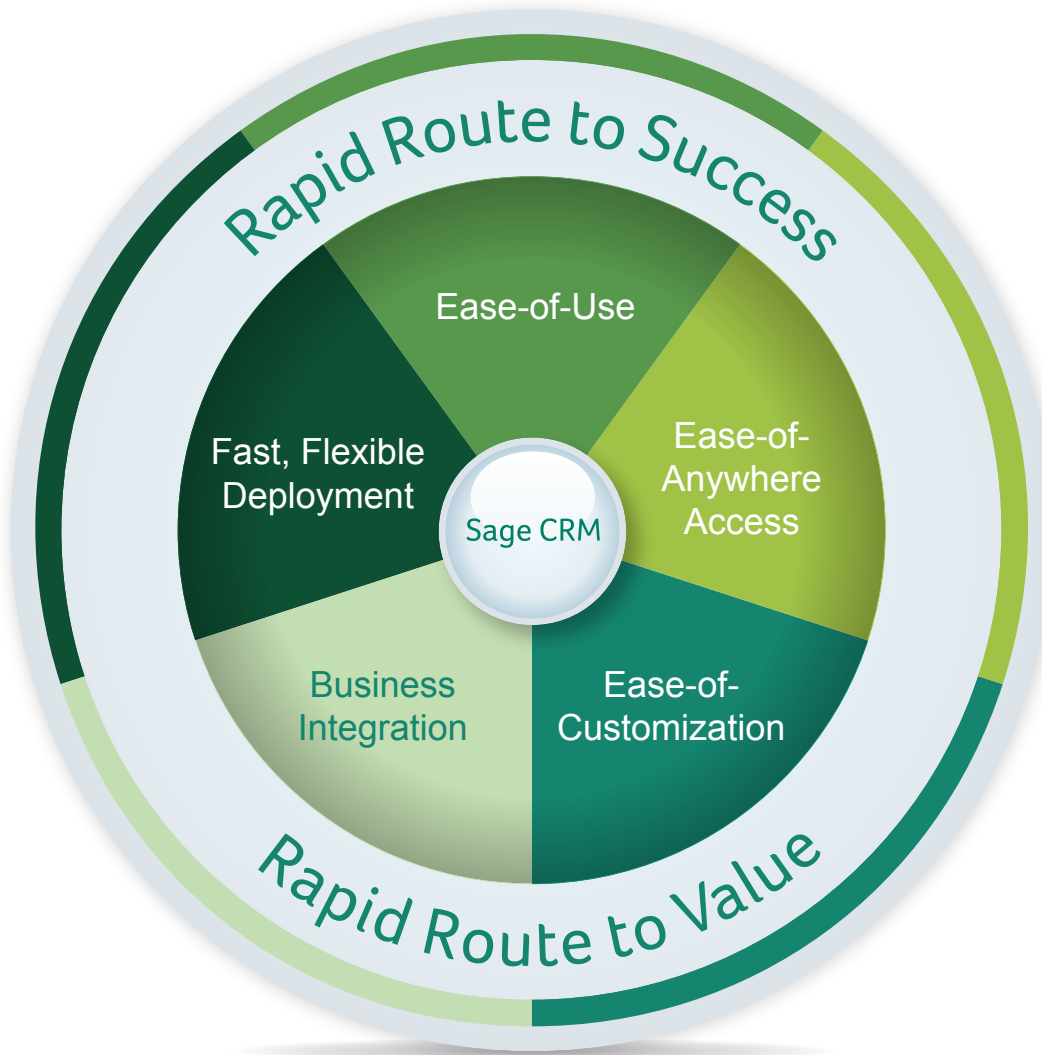 Rapid Route to Success
Ease-of-Use
Fast, Flexible
Deployment
Ease-of-
Anywhere
Access
Sage CRM
Business
Integration
Ease-of-
Customization
Rapid Route to Value